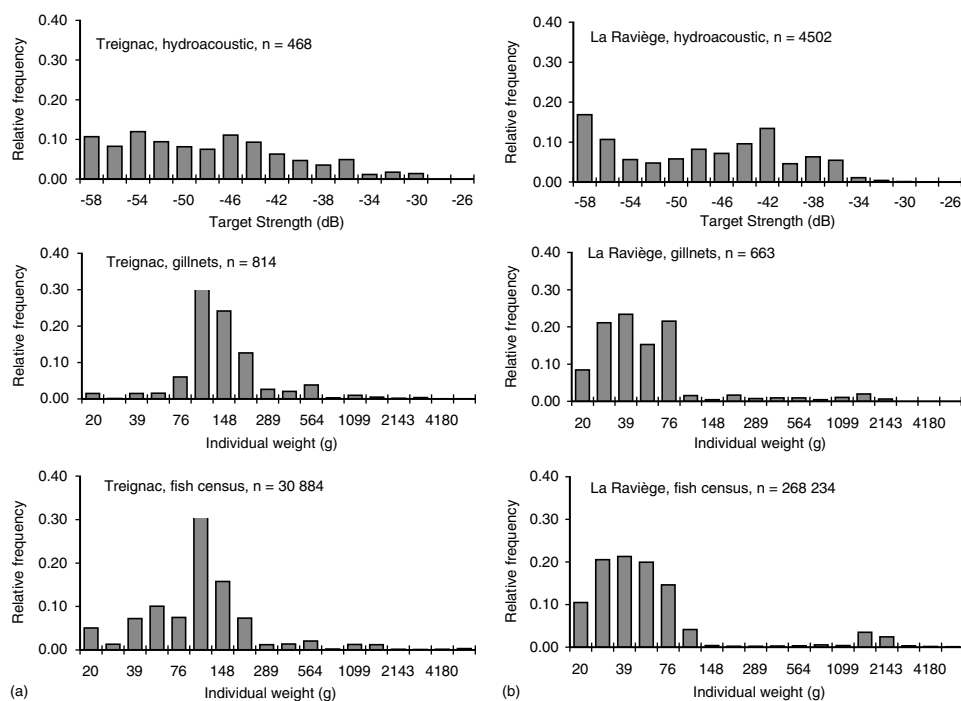 Treignac, hydroacoustic, n = 468
Relative frequency
0.40
0.30
0.20
0.10
0.00
-58 -54 -50 -46 -42 -38 -34 -30 -26
Target Strength (dB)
La Raviège, hydroacoustic, n = 4502
Relative frequency
0.40
0.30
0.20
0.10
0.00
-58 -54 -50 -46 -42 -38 -34 -30 -26
Target Strength (dB)
Treignac, gillnets, n = 814
Relative frequency
0.40
0.30
0.20
0.10
0.00
20 39 76 148 289 564 1099 2143 4180
Individual weight (g)
La Raviège, gillnets, n = 663
Relative frequency
0.40
0.30
0.20
0.10
0.00
20 39 76 148 289 564 1099 2143 4180
Individual weight (g)
Treignac, fish census, n = 30 884
Relative frequency
0.40
0.30
0.20
0.10
0.00
20 39 76 148 289 564 1099 2143 4180
Individual weight (g)
(a)
La Raviège, fish census, n = 268 234
Relative frequency
0.40
0.30
0.20
0.10
0.00
20 39 76 148 289 564 1099 2143 4180
Individual weight (g)
(b)